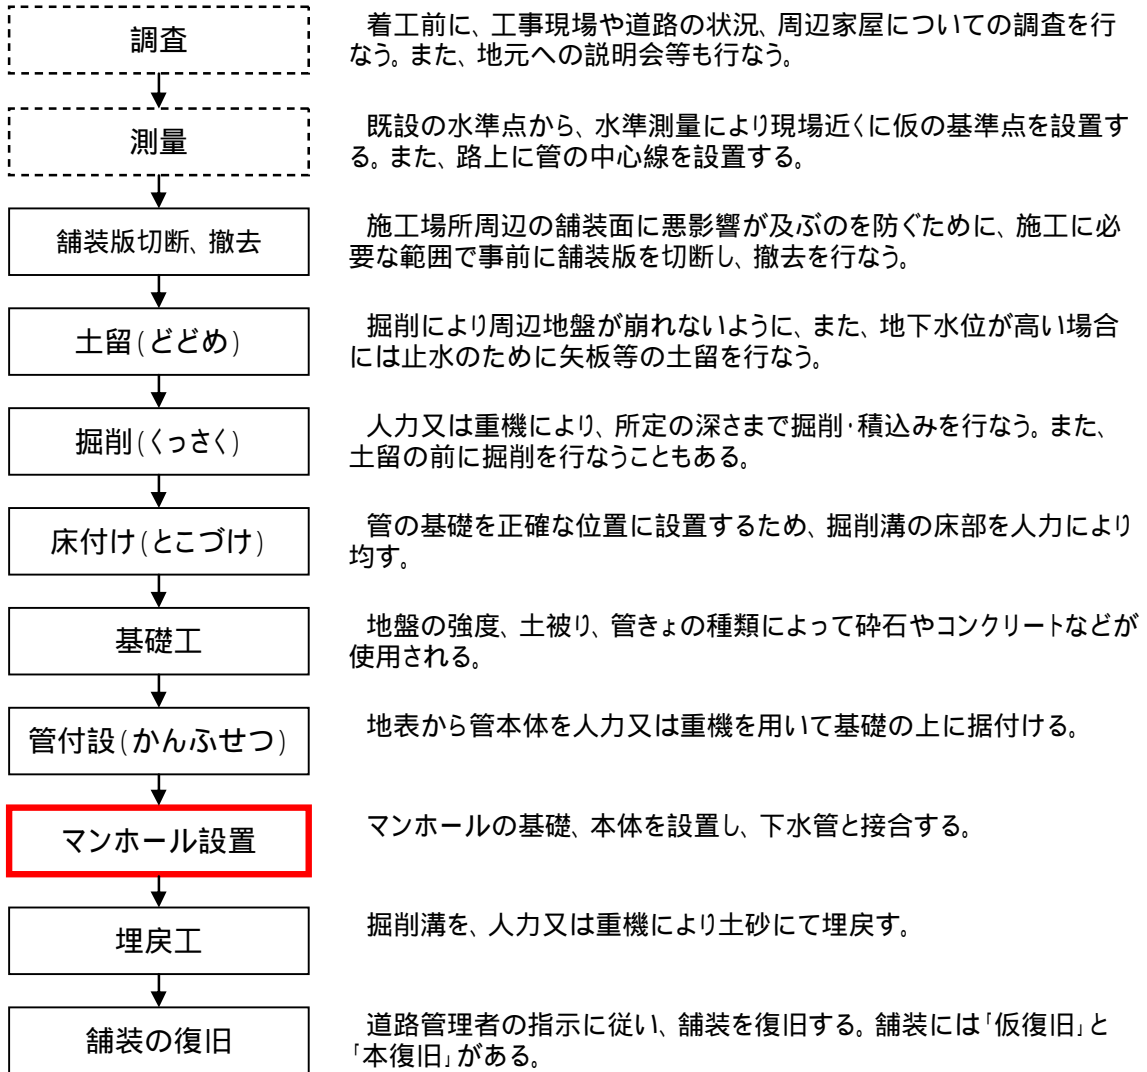 調査
着工前に、工事現場や道路の状況、周辺家屋についての調査を行
なう。また、地元への説明会等も行なう。
測量
既設の水準点から、水準測量により現場近くに仮の基準点を設置す
る。また、路上に管の中心線を設置する。
舗装版切断、撤去
施工場所周辺の舗装面に悪影響が及ぶのを防ぐために、施工に必
要な範囲で事前に舗装版を切断し、撤去を行なう。
土留(どどめ)
掘削により周辺地盤が崩れないように、また、地下水位が高い場合
には止水のために矢板等の土留を行なう。
掘削(くっさく)
人力又は重機により、所定の深さまで掘削・積込みを行なう。また、
土留の前に掘削を行なうこともある。
床付け(とこづけ)
管の基礎を正確な位置に設置するため、掘削溝の床部を人力により
均す。
基礎工
地盤の強度、土被り、管きょの種類によって砕石やコンクリートなどが
使用される。
管付設(かんふせつ)
地表から管本体を人力又は重機を用いて基礎の上に据付ける。
マンホール設置
マンホールの基礎、本体を設置し、下水管と接合する。
埋戻工
掘削溝を、人力又は重機により土砂にて埋戻す。
舗装の復旧
道路管理者の指示に従い、舗装を復旧する。舗装には「仮復旧」と
「本復旧」がある。